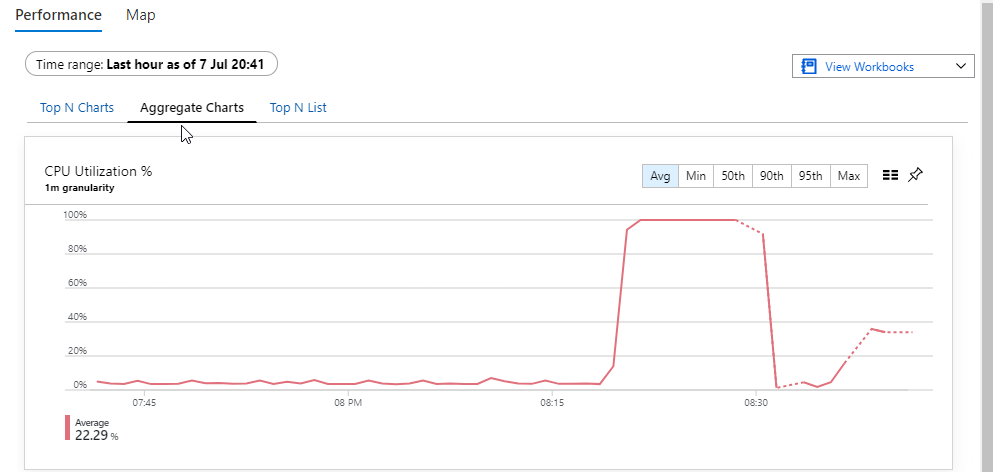 Performance Map
Time range: Last hour as of 7 Jul 20:41
View Workbooks
Top N Charts Aggregate Charts Top N List
CPU Utilization %
1m granularity
Avg Min 50th 90th 95th Max
100%
80%
60%
40%
20%
0%
07:45 08 PM 08:15 08:30
Average
22.29 %